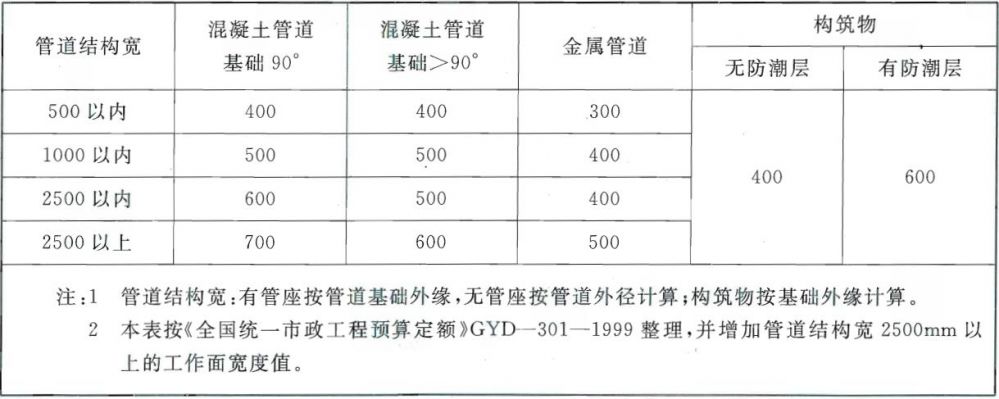 管道结构宽 混凝土管道 混凝土管道 金属管道 构筑物
基础 90° 基础>90° 无防潮层 有防潮层
500 以内 400 400 300
1000 以内 500 500 400
400 600
2500 以内 600 500 400
2500 以上 700 600 500
注:1 管道结构宽:有管座按管道基础外缘,无管座按管道外径计算;构筑物按基础外缘计算。
2 本表按《全国统一市政工程预算定额》GYD—301—1999 整理,并增加管道结构宽 2500mm 以
上的工作面宽度值。